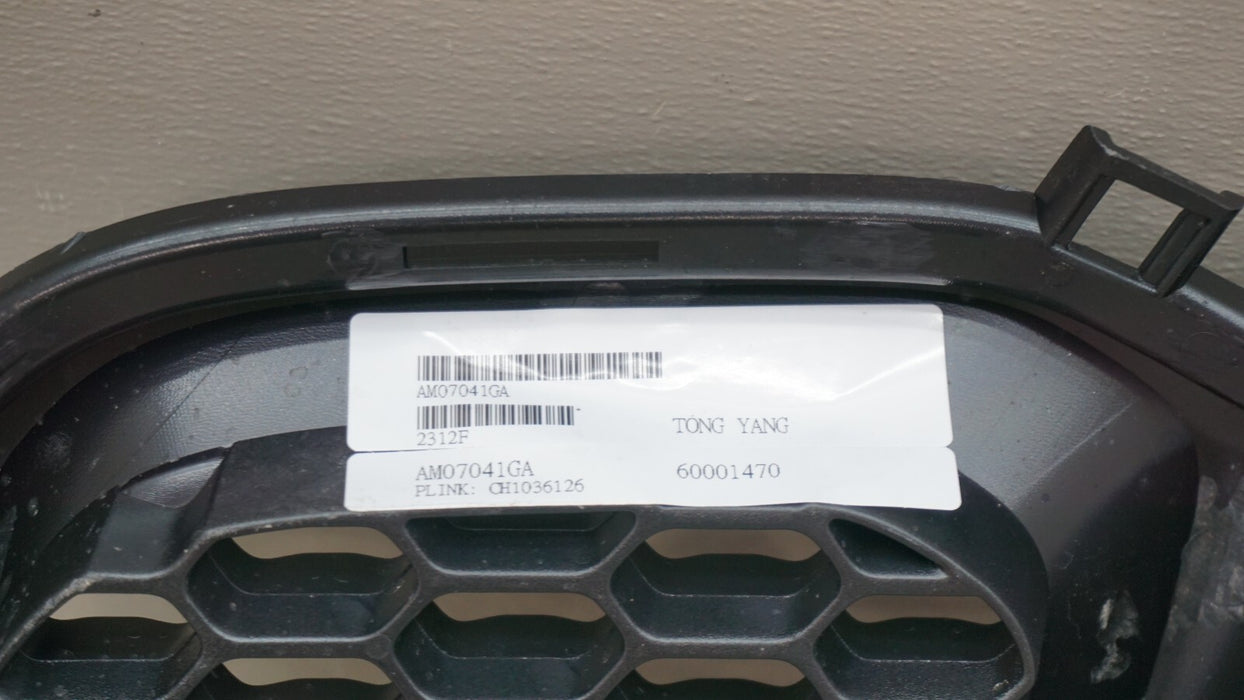 AM07041GA
2312F
TONG YANG
AM07041GA
60001470
PLINK: CH1036126